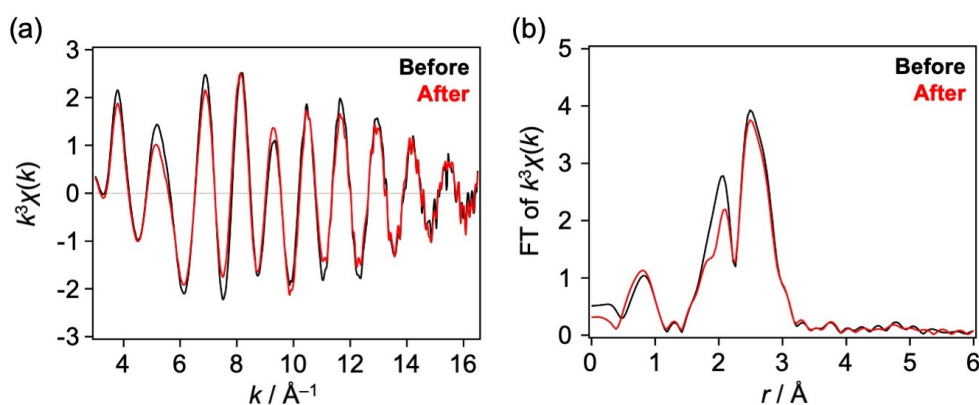 (a)
Before
After
3
2
1
0
-1
-2
-3
k³χ(k)
4 6 8 10 12 14 16
k / Å⁻¹
(b)
Before
After
5
4
3
2
1
0
FT of k³χ(k)
0 1 2 3 4 5 6
r / Å